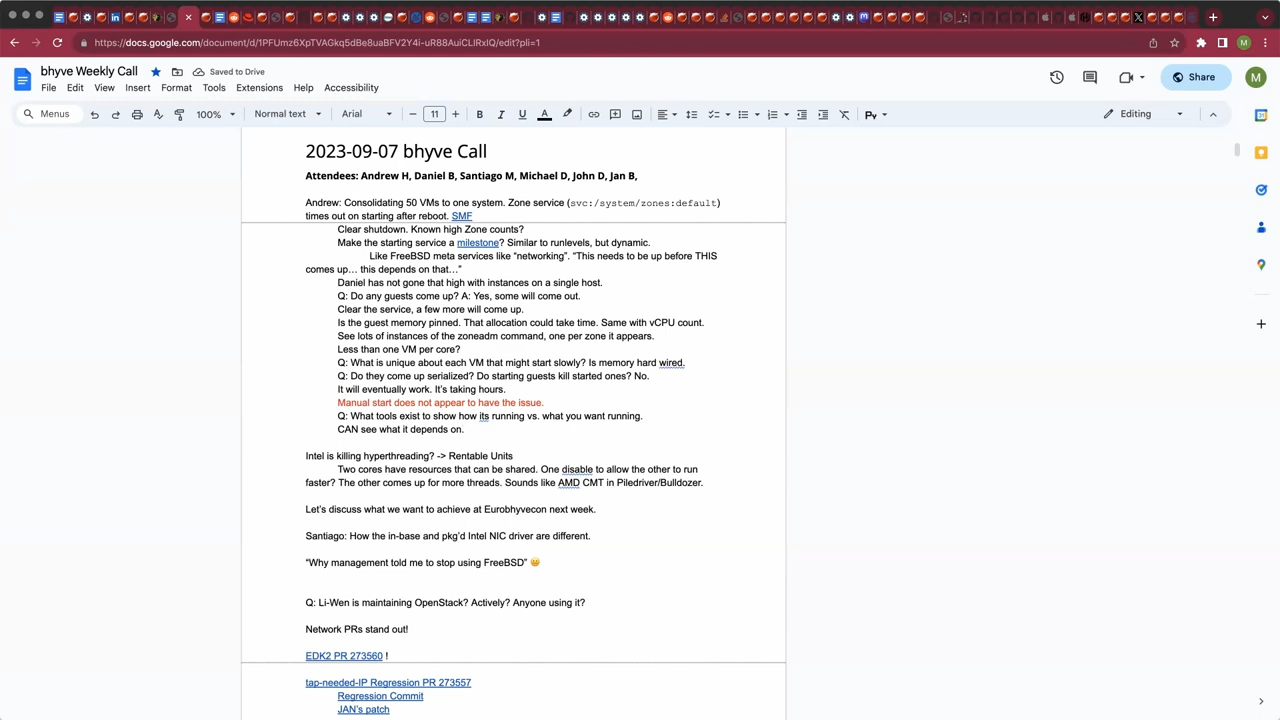 https://docs.google.com/document/d/1PFUmz6XpTVAGkq5dBe8uaBFV2Y4i-uR88AuiCLIRxIQ/edit?pli=1
bhyve Weekly Call
Saved to Drive
File Edit View Insert Format Tools Extensions Help Accessibility
Share
M
M
Menus
100%
Normal text
Arial
11
Editing
2023-09-07 bhyve Call
Attendees: Andrew H, Daniel B, Santiago M, Michael D, John D, Jan B,
Andrew: Consolidating 50 VMs to one system. Zone service (svc:/system/zones:default)
times out on starting after reboot. SMF
Clear shutdown. Known high Zone counts?
Make the starting service a milestone? Similar to runlevels, but dynamic.
Like FreeBSD meta services like “networking”. “This needs to be up before THIS
comes up… this depends on that…”
Daniel has not gone that high with instances on a single host.
Q: Do any guests come up? A: Yes, some will come out.
Clear the service, a few more will come up.
Is the guest memory pinned. That allocation could take time. Same with vCPU count.
See lots of instances of the zoneadm command, one per zone it appears.
Less than one VM per core?
Q: What is unique about each VM that might start slowly? Is memory hard wired.
Q: Do they come up serialized? Do starting guests kill started ones? No.
It will eventually work. It’s taking hours.
Manual start does not appear to have the issue.
Q: What tools exist to show how its running vs. what you want running.
CAN see what it depends on.
Intel is killing hyperthreading? -> Rentable Units
Two cores have resources that can be shared. One disable to allow the other to run
faster? The other comes up for more threads. Sounds like AMD CMT in Piledriver/Bulldozer.
Let’s discuss what we want to achieve at Eurobhyvecon next week.
Santiago: How the in-base and pkg’d Intel NIC driver are different.
“Why management told me to stop using FreeBSD” 😀
Q: Li-Wen is maintaining OpenStack? Actively? Anyone using it?
Network PRs stand out!
EDK2 PR 273560 !
tap-needed-IP Regression PR 273557
Regression Commit
JAN’s patch